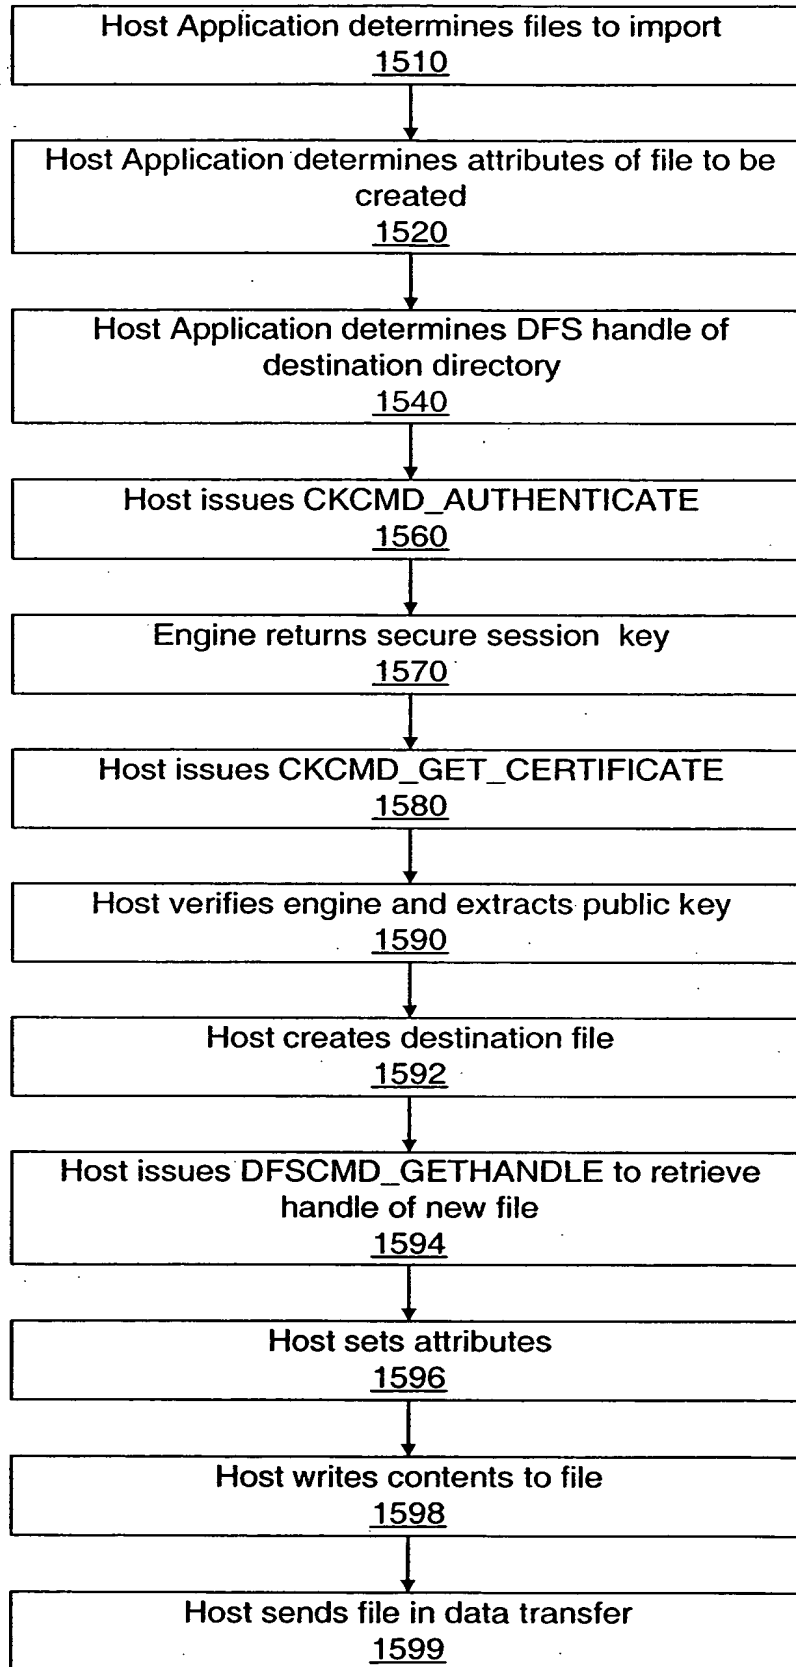 Host Application determines files to import
1510
Host Application determines attributes of file to be
created
1520
Host Application determines DFS handle of
destination directory
1540
Host issues CKCMD_AUTHENTICATE
1560
Engine returns secure session key
1570
Host issues CKCMD_GET_CERTIFICATE
1580
Host verifies engine and extracts public key
1590
Host creates destination file
1592
Host issues DFSCMD_GETHANDLE to retrieve
handle of new file
1594
Host sets attributes
1596
Host writes contents to file
1598
Host sends file in data transfer
1599